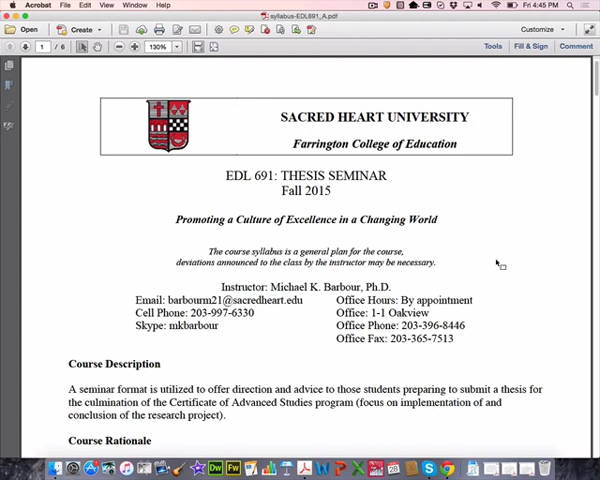 Acrobat File Edit View Window Help
Fri 4:45 PM
syllabus-EDL691_A.pdf
Open Create Customize
1 / 6 130% Tools Fill & Sign Comment
SACRED HEART UNIVERSITY
Farrington College of Education
EDL 691: THESIS SEMINAR
Fall 2015
Promoting a Culture of Excellence in a Changing World
The course syllabus is a general plan for the course,
deviations announced to the class by the instructor may be necessary.
Instructor: Michael K. Barbour, Ph.D.
Email: barbourm21@sacredheart.edu Office Hours: By appointment
Cell Phone: 203-997-6330 Office: 1-1 Oakview
Skype: mkbarbour Office Phone: 203-396-8446
Office Fax: 203-365-7513
Course Description
A seminar format is utilized to offer direction and advice to those students preparing to submit a thesis for
the culmination of the Certificate of Advanced Studies program (focus on implementation of and
conclusion of the research project).
Course Rationale
Dw Fw W P X 28 S